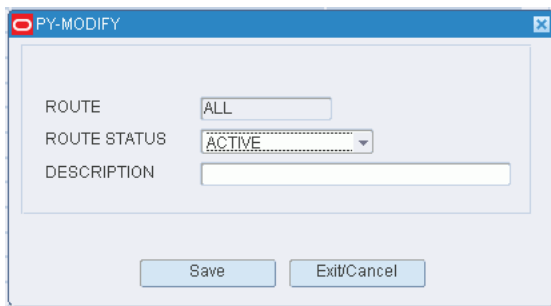 PY-MODIFY
ROUTE ALL
ROUTE STATUS ACTIVE
DESCRIPTION
Save Exit/Cancel